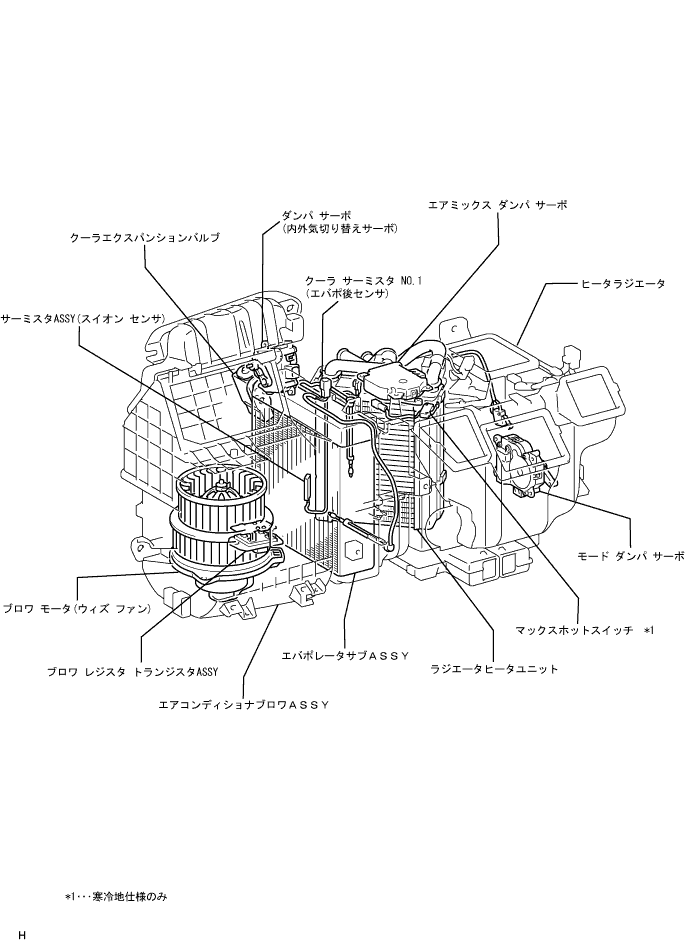 エアミックス ダンパ サーボ
ダンパ サーボ
(内外気切り替えサーボ)
クーラエクスパンションバルブ
クーラ サーミスタ NO.1
(エバポ後センサ)
ヒータラジエータ
サーミスタASSY(スイオン センサ)
モード ダンパ サーボ
ブロワ モータ(ウィズ ファン)
マックスホットスイッチ *1
エバポレータサブＡＳＳＹ
ラジエータヒータユニット
ブロワ レジスタ トランジスタASSY
エアコンディショナブロワＡＳＳＹ
*1･･･寒冷地仕様のみ
H